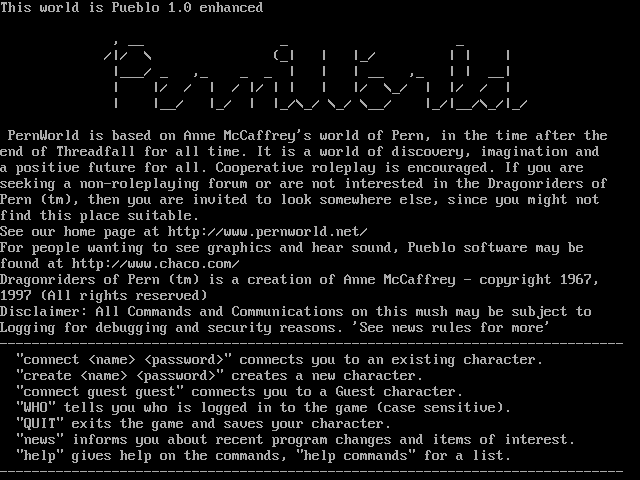 This world is Pueblo 1.0 enhanced
PernWorld
PernWorld is based on Anne McCaffrey's world of Pern, in the time after the
end of Threadfall for all time. It is a world of discovery, imagination and
a positive future for all. Cooperative roleplay is encouraged. If you are
seeking a non-roleplaying forum or are not interested in the Dragonriders of
Pern (tm), then you are invited to look somewhere else, since you might not
find this place suitable.
See our home page at http://www.pernworld.net/
For people wanting to see graphics and hear sound, Pueblo software may be
found at http://www.chaco.com/
Dragonriders of Pern (tm) is a creation of Anne McCaffrey - copyright 1967,
1997 (All rights reserved)
Disclaimer: All Commands and Communications on this mush may be subject to
Logging for debugging and security reasons. 'See news rules for more'
"connect <name> <password>" connects you to an existing character.
"create <name> <password>" creates a new character.
"connect guest guest" connects you to a Guest character.
"WHO" tells you who is logged in to the game (case sensitive).
"QUIT" exits the game and saves your character.
"news" informs you about recent program changes and items of interest.
"help" gives help on the commands, "help commands" for a list.